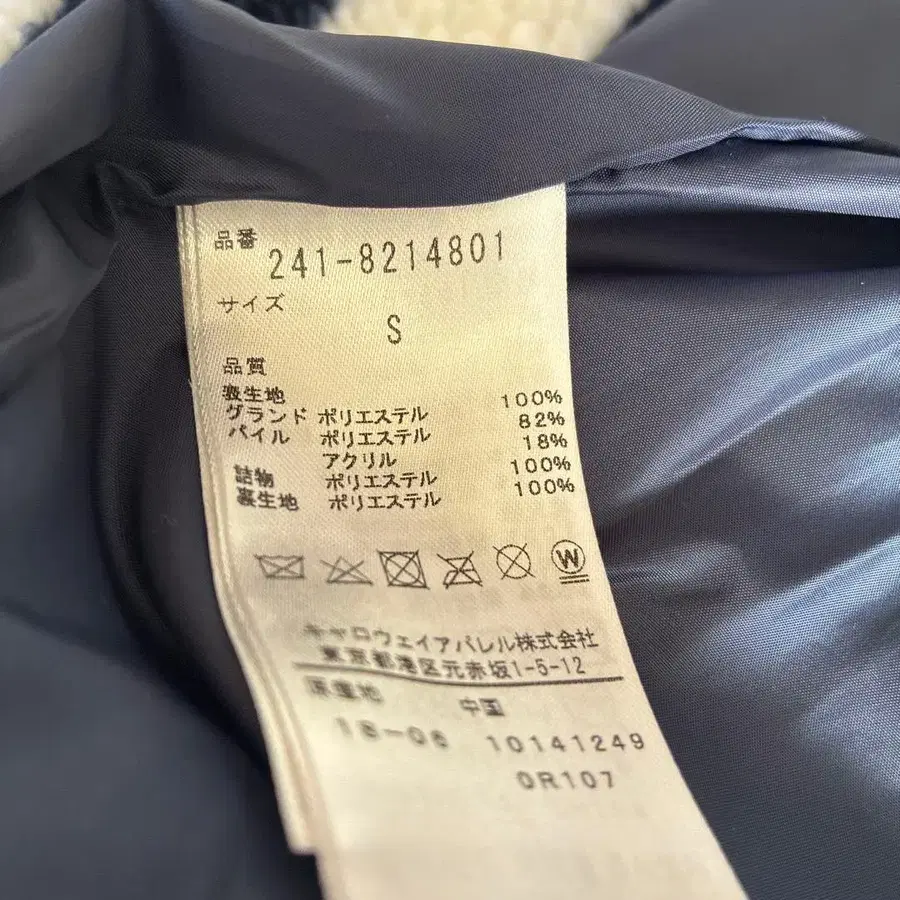 品番
241-8214801
サイズ
S
品質
表生地
グランド ポリエステル 100%
パイル ポリエステル 82%
アクリル 18%
詰物 ポリエステル 100%
裏生地 ポリエステル 100%
W
キャロウェイアパレル株式会社
東京都港区元赤坂1-5-12
原産地 中国
18-06 10141249
0R107